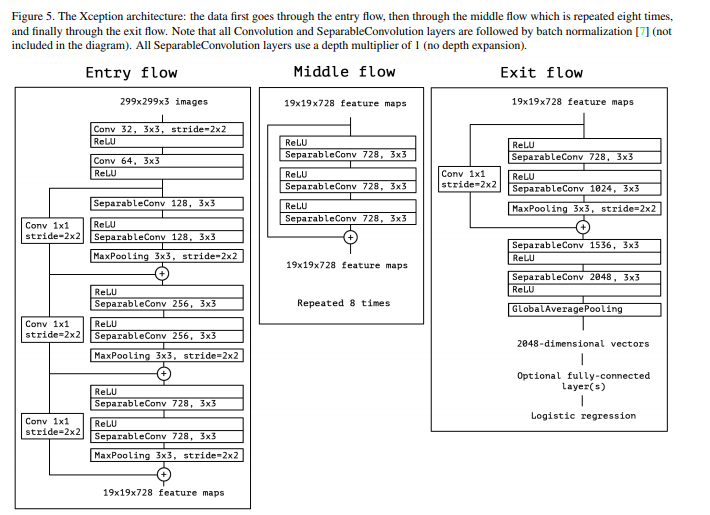 Figure 5. The Xception architecture: the data first goes through the entry flow, then through the middle flow which is repeated eight times,
and finally through the exit flow. Note that all Convolution and SeparableConvolution layers are followed by batch normalization [7] (not
included in the diagram). All SeparableConvolution layers use a depth multiplier of 1 (no depth expansion).
Entry flow
299x299x3 images
Conv 32, 3x3, stride=2x2
ReLU
Conv 64, 3x3
ReLU
SeparableConv 128, 3x3
Conv 1x1
stride=2x2
ReLU
SeparableConv 128, 3x3
MaxPooling 3x3, stride=2x2
+
ReLU
SeparableConv 256, 3x3
Conv 1x1
stride=2x2
ReLU
SeparableConv 256, 3x3
MaxPooling 3x3, stride=2x2
+
ReLU
SeparableConv 728, 3x3
Conv 1x1
stride=2x2
ReLU
SeparableConv 728, 3x3
MaxPooling 3x3, stride=2x2
+
19x19x728 feature maps
Middle flow
19x19x728 feature maps
ReLU
SeparableConv 728, 3x3
ReLU
SeparableConv 728, 3x3
ReLU
SeparableConv 728, 3x3
+
19x19x728 feature maps
Repeated 8 times
Exit flow
19x19x728 feature maps
ReLU
SeparableConv 728, 3x3
Conv 1x1
stride=2x2
ReLU
SeparableConv 1024, 3x3
MaxPooling 3x3, stride=2x2
+
SeparableConv 1536, 3x3
ReLU
SeparableConv 2048, 3x3
ReLU
GlobalAveragePooling
2048-dimensional vectors
Optional fully-connected
layer(s)
Logistic regression